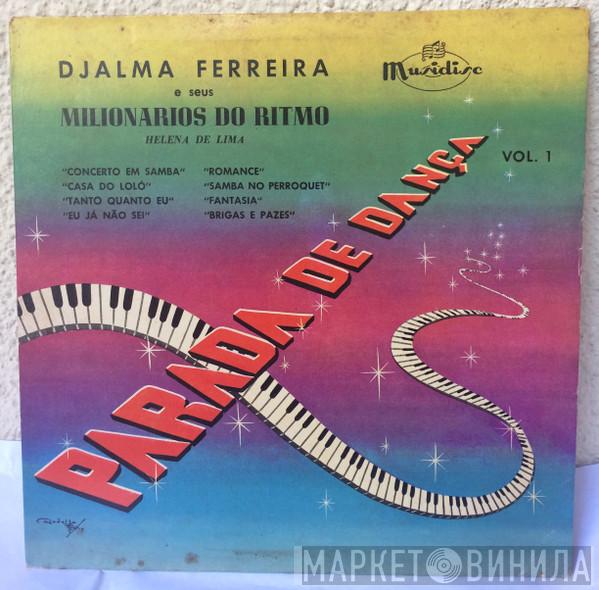 DJALMA FERREIRA
e seus
MILIONARIOS DO RITMO
HELENA DE LIMA
Musidisc
VOL. 1
"CONCERTO EM SAMBA"
"CASA DO LOLÓ"
"TANTO QUANTO EU"
"EU JÁ NÃO SEI"
"ROMANCE"
"SAMBA NO PERROQUET"
"FANTASIA"
"BRIGAS E PAZES"
PARADA DE DANÇA
МАРКЕТ ВИНИЛА